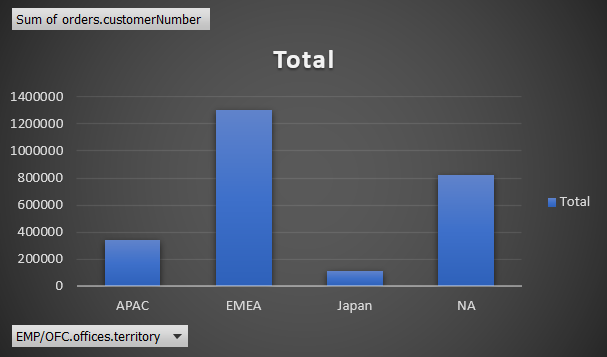 Sum of orders.customerNumber
Total
1400000
1200000
1000000
800000
600000
400000
200000
0
APAC
EMEA
Japan
NA
Total
EMP/OFC.offices.territory